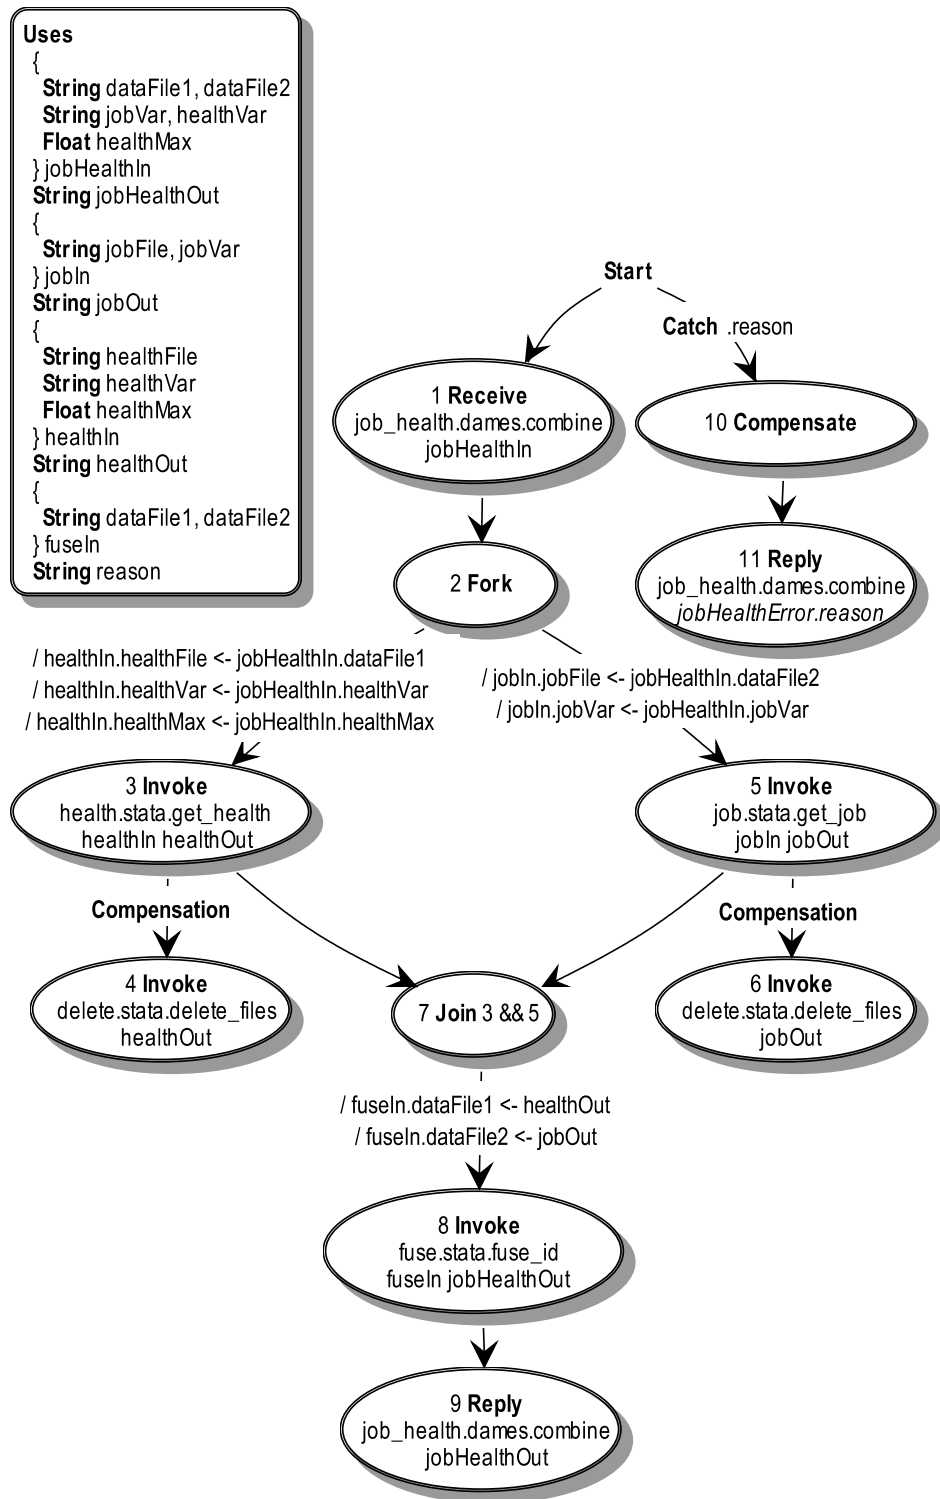 Uses
{
String dataFile1, dataFile2
String jobVar, healthVar
Float healthMax
} jobHealthIn
String jobHealthOut
{
String jobFile, jobVar
} jobIn
String jobOut
{
String healthFile
String healthVar
Float healthMax
} healthIn
String healthOut
{
String dataFile1, dataFile2
} fuseIn
String reason
Start
Catch .reason
1 Receive
job_health.dames.combine
jobHealthIn
10 Compensate
2 Fork
11 Reply
job_health.dames.combine
jobHealthError.reason
/ healthIn.healthFile <- jobHealthIn.dataFile1
/ healthIn.healthVar <- jobHealthIn.healthVar
/ healthIn.healthMax <- jobHealthIn.healthMax
/ jobIn.jobFile <- jobHealthIn.dataFile2
/ jobIn.jobVar <- jobHealthIn.jobVar
3 Invoke
health.stata.get_health
healthIn healthOut
5 Invoke
job.stata.get_job
jobIn jobOut
Compensation
Compensation
4 Invoke
delete.stata.delete_files
healthOut
7 Join 3 && 5
6 Invoke
delete.stata.delete_files
jobOut
/ fuseIn.dataFile1 <- healthOut
/ fuseIn.dataFile2 <- jobOut
8 Invoke
fuse.stata.fuse_id
fuseIn jobHealthOut
9 Reply
job_health.dames.combine
jobHealthOut